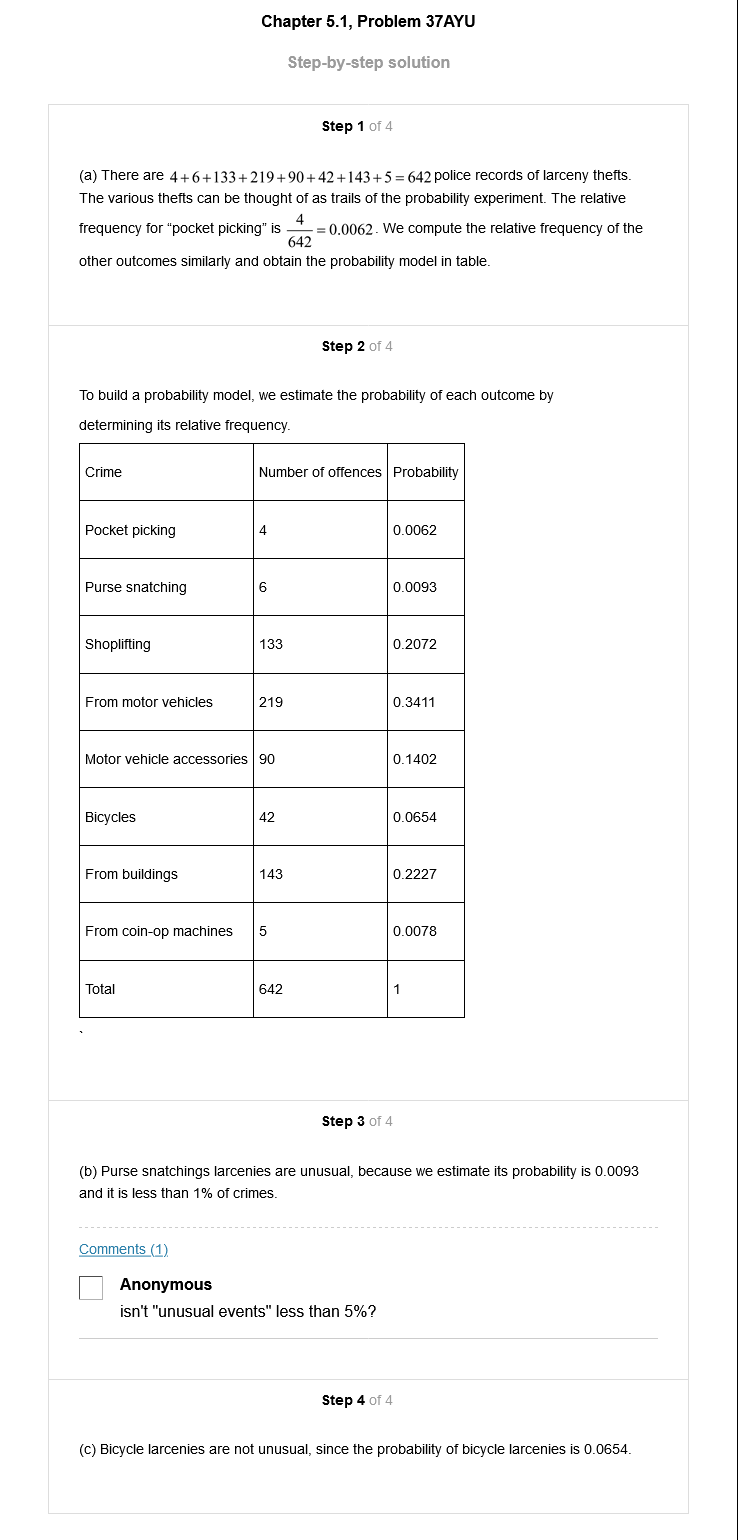 Chapter 5.1, Problem 37AYU
Step-by-step solution
Step 1 of 4
(a) There are 4+6+133+219+90+42+143+5=642 police records of larceny thefts.
The various thefts can be thought of as trails of the probability experiment. The relative
frequency for “pocket picking” is 4/642 = 0.0062. We compute the relative frequency of the
other outcomes similarly and obtain the probability model in table.
Step 2 of 4
To build a probability model, we estimate the probability of each outcome by
determining its relative frequency.
Crime Number of offences Probability
Pocket picking 4 0.0062
Purse snatching 6 0.0093
Shoplifting 133 0.2072
From motor vehicles 219 0.3411
Motor vehicle accessories 90 0.1402
Bicycles 42 0.0654
From buildings 143 0.2227
From coin-op machines 5 0.0078
Total 642 1
`
Step 3 of 4
(b) Purse snatchings larcenies are unusual, because we estimate its probability is 0.0093
and it is less than 1% of crimes.
Comments (1)
Anonymous
isn't "unusual events" less than 5%?
Step 4 of 4
(c) Bicycle larcenies are not unusual, since the probability of bicycle larcenies is 0.0654.